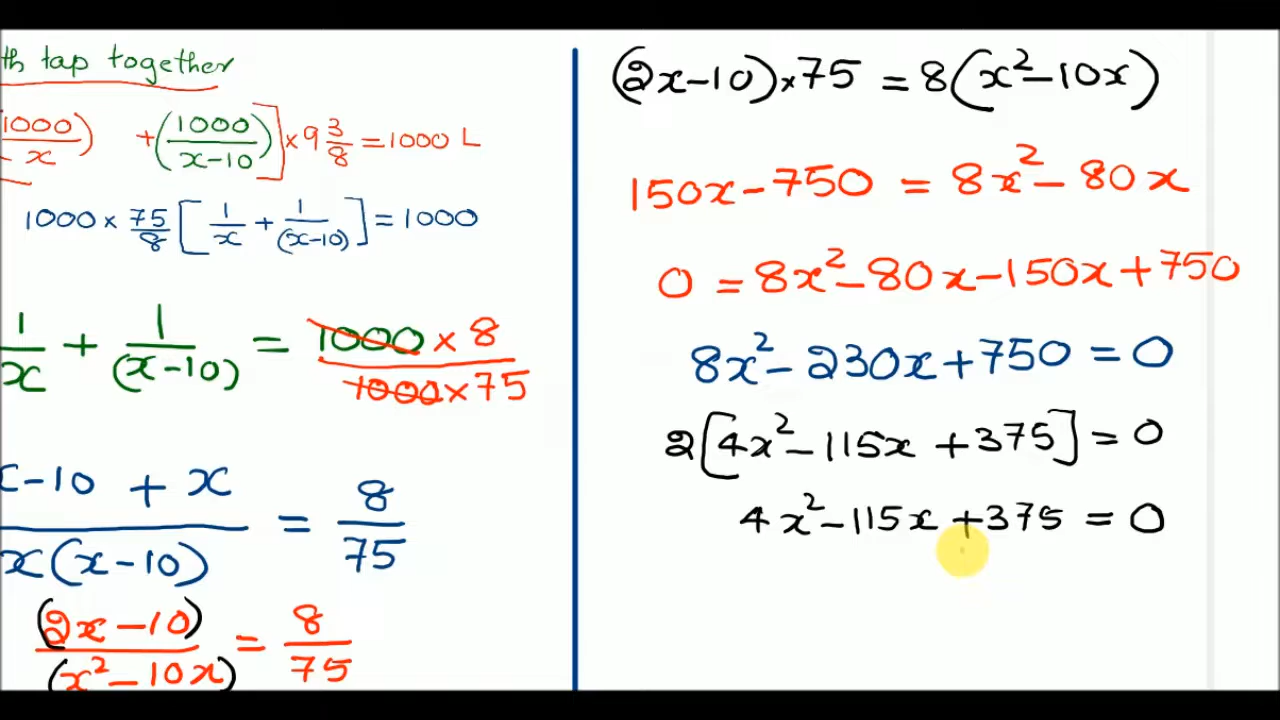 th tap together
1000/x) + (1000/(x-10))] × 9 3/8 = 1000 L
1000 × 75/8 [1/x + 1/(x-10)] = 1000
1/x + 1/(x-10) = 1000 × 8/1000 × 75
x-10 + x/x(x-10) = 8/75
(2x-10)/(x²-10x) = 8/75
(2x-10)×75 = 8(x²-10x)
150x-750 = 8x²-80x
0 = 8x²-80x-150x+750
8x²-230x+750 = 0
2[4x²-115x+375] = 0
4x²-115x+375 = 0